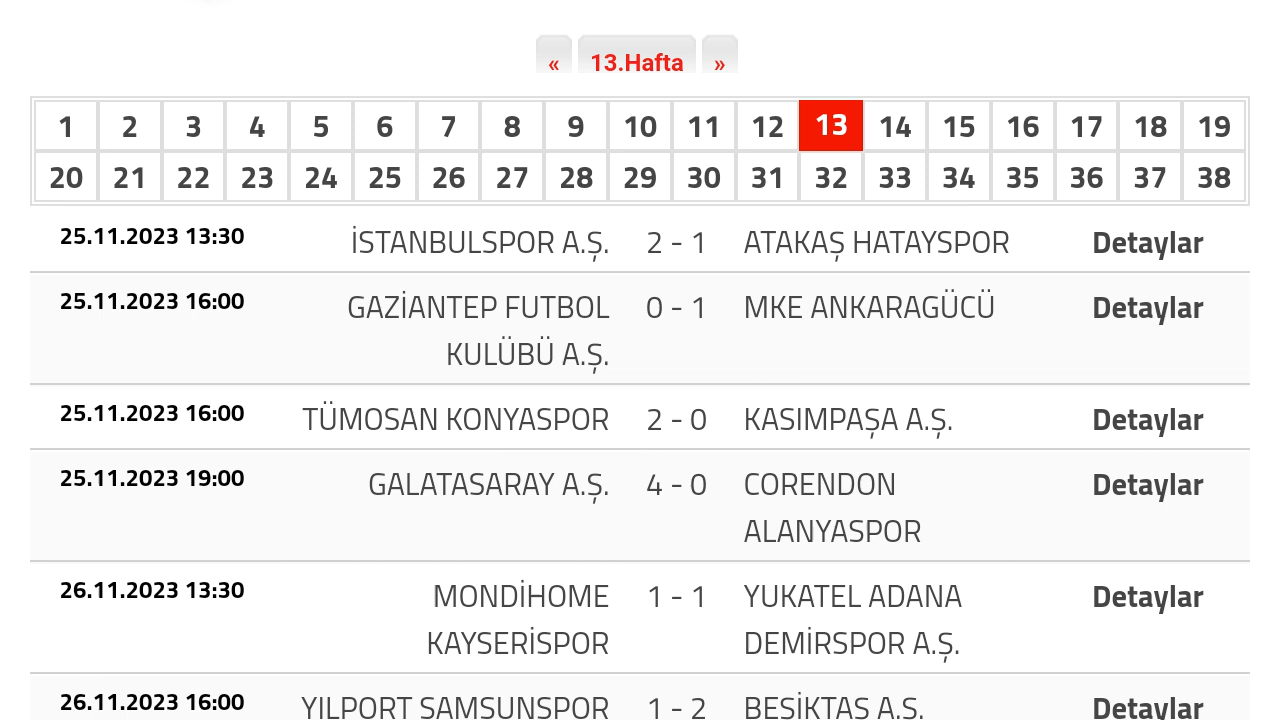 « 13.Hafta »
1 2 3 4 5 6 7 8 9 10 11 12 13 14 15 16 17 18 19
20 21 22 23 24 25 26 27 28 29 30 31 32 33 34 35 36 37 38
25.11.2023 13:30 İSTANBULSPOR A.Ş. 2 - 1 ATAKAŞ HATAYSPOR Detaylar
25.11.2023 16:00 GAZİANTEP FUTBOL 0 - 1 MKE ANKARAGÜCÜ Detaylar
KULÜBÜ A.Ş.
25.11.2023 16:00 TÜMOSAN KONYASPOR 2 - 0 KASIMPAŞA A.Ş. Detaylar
25.11.2023 19:00 GALATASARAY A.Ş. 4 - 0 CORENDON Detaylar
ALANYASPOR
26.11.2023 13:30 MONDİHOME 1 - 1 YUKATEL ADANA Detaylar
KAYSERİSPOR DEMİRSPOR A.Ş.
26.11.2023 16:00 YILPORT SAMSUNSPOR 1 - 2 BEŞİKTAŞ A.Ş. Detaylar